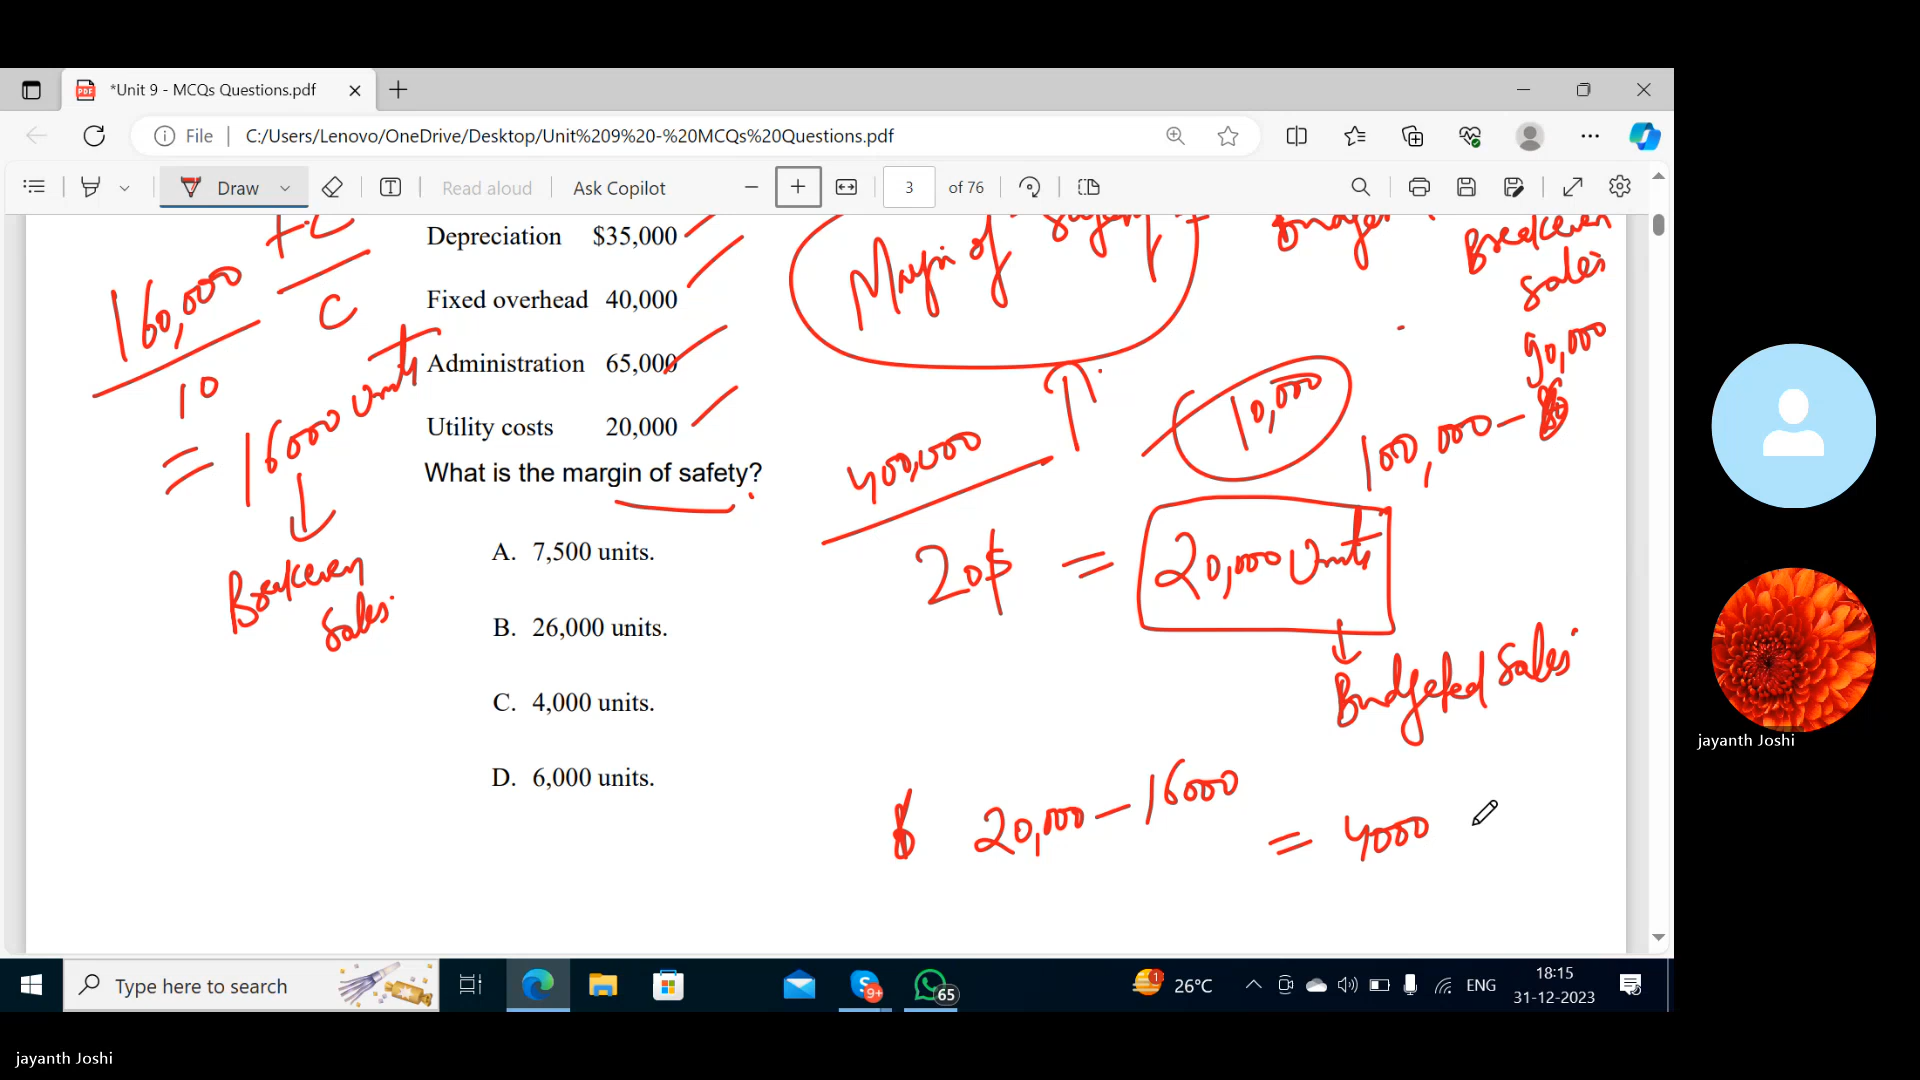 *Unit 9 - MCQs Questions.pdf
File
C:/Users/Lenovo/OneDrive/Desktop/Unit%209%20-%20MCQs%20Questions.pdf
Draw
Read aloud
Ask Copilot
3 of 76
F.C
C
160,000
10
= 16000 Units
Breakeven
Sales
Depreciation $35,000
Fixed overhead 40,000
Administration 65,000
Utility costs 20,000
What is the margin of safety?
A. 7,500 units.
B. 26,000 units.
C. 4,000 units.
D. 6,000 units.
Margin of Safety =
Breakeven
Sales
90,000
100,000 -
10,000
400,000
20$ = 20,000 Units
Budgeted Sales
$ 20,000 - 16000 = 4000
jayanth Joshi
Type here to search
9+
65
1
26°C
ENG
18:15
31-12-2023
jayanth Joshi